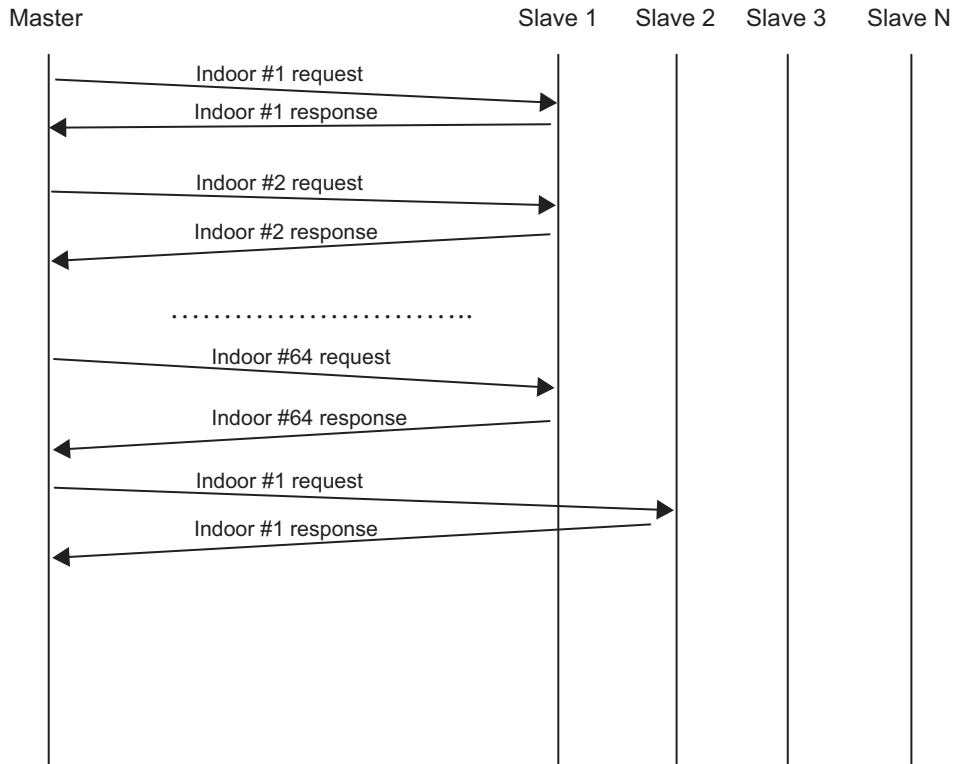 Master Slave 1 Slave 2 Slave 3 Slave N
Indoor #1 request
Indoor #1 response
Indoor #2 request
Indoor #2 response
................................
Indoor #64 request
Indoor #64 response
Indoor #1 request
Indoor #1 response